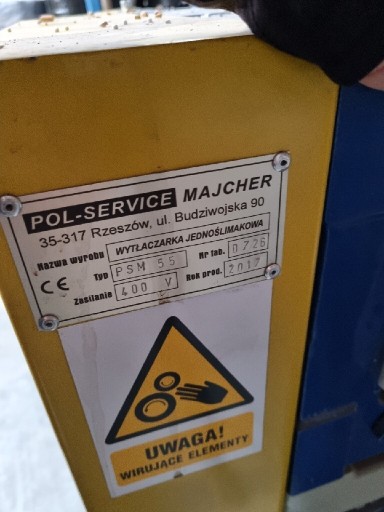 POL-SERVICE MAJCHER
35-317 Rzeszów, ul. Budziwojska 90
Nazwa wyrobu WYTŁACZARKA JEDNOŚLIMAKOWA
CE Typ PSM 55 Nr fab. 0726
Zasilanie 400 V Rok prod. 2017
UWAGA!
WIRUJĄCE ELEMENTY